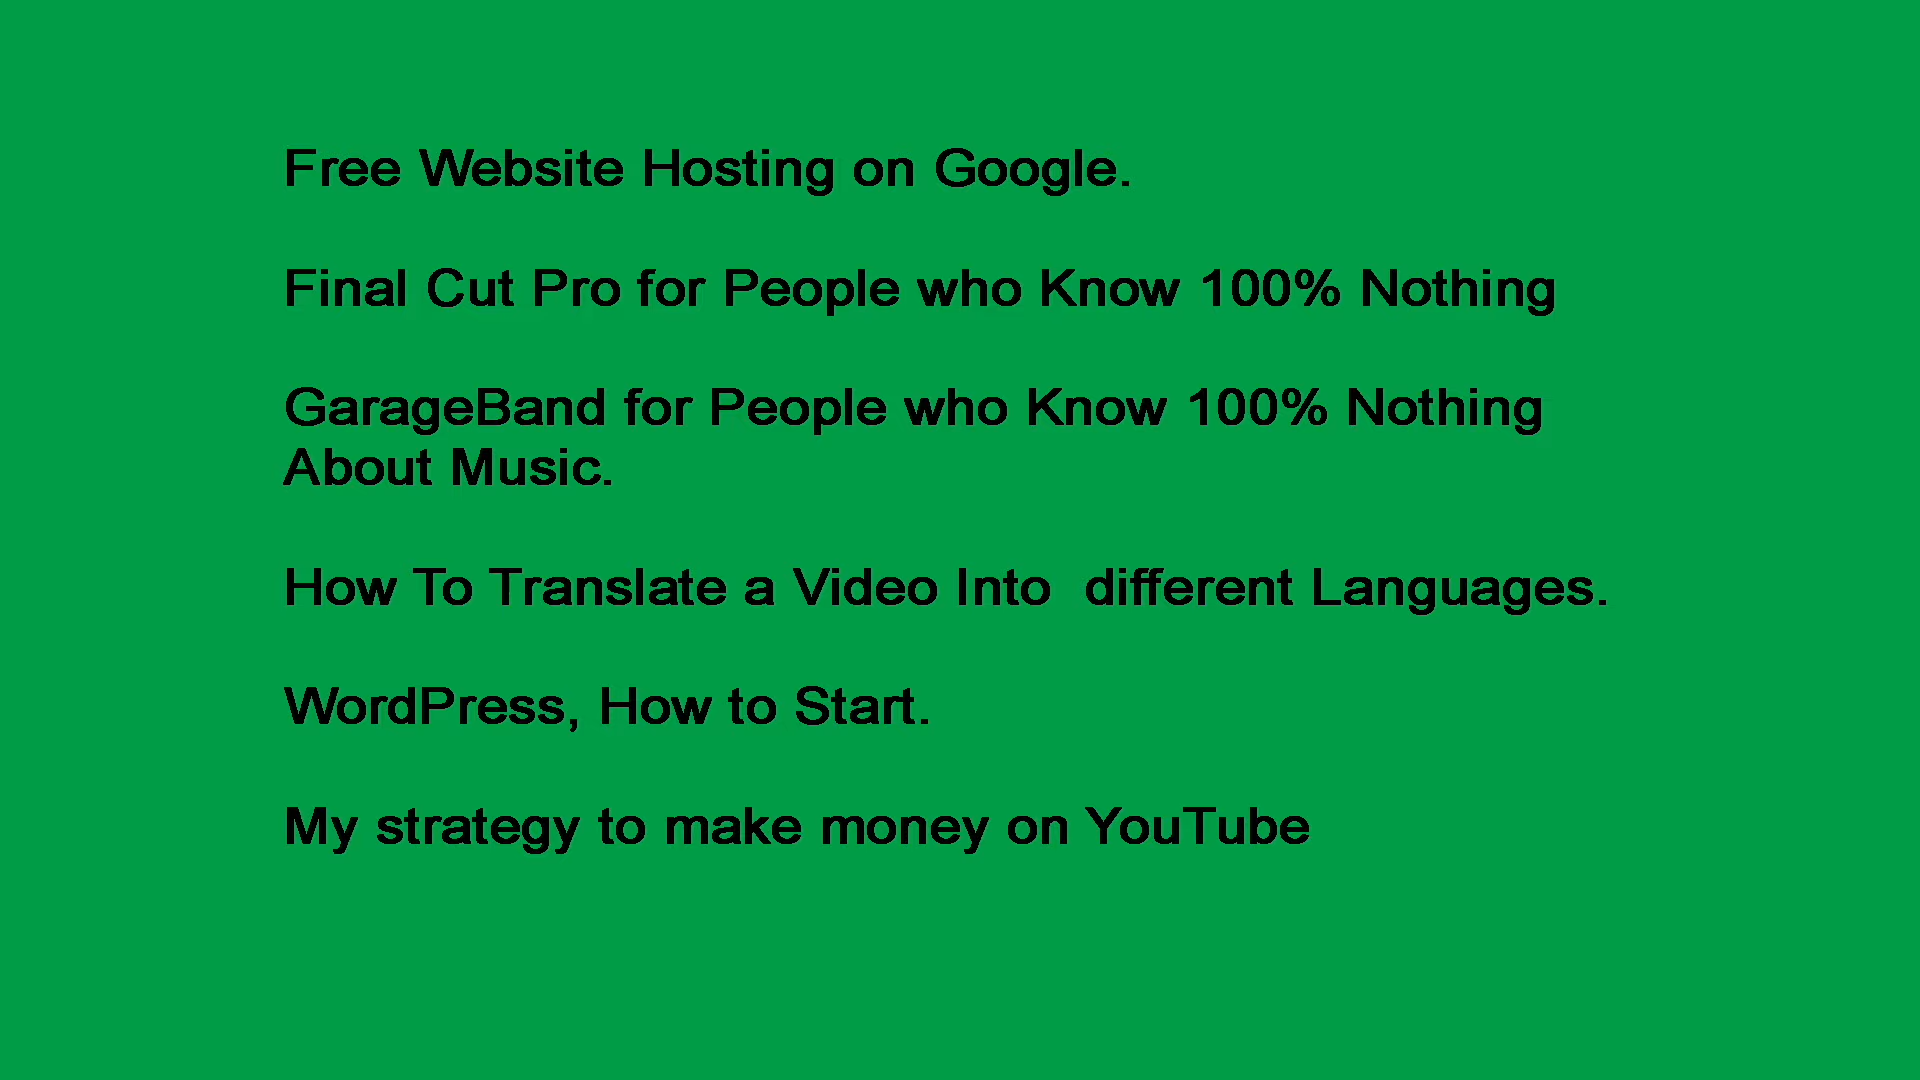 Free Website Hosting on Google.
Final Cut Pro for People who Know 100% Nothing
GarageBand for People who Know 100% Nothing
About Music.
How To Translate a Video Into  different Languages.
WordPress, How to Start.
My strategy to make money on YouTube